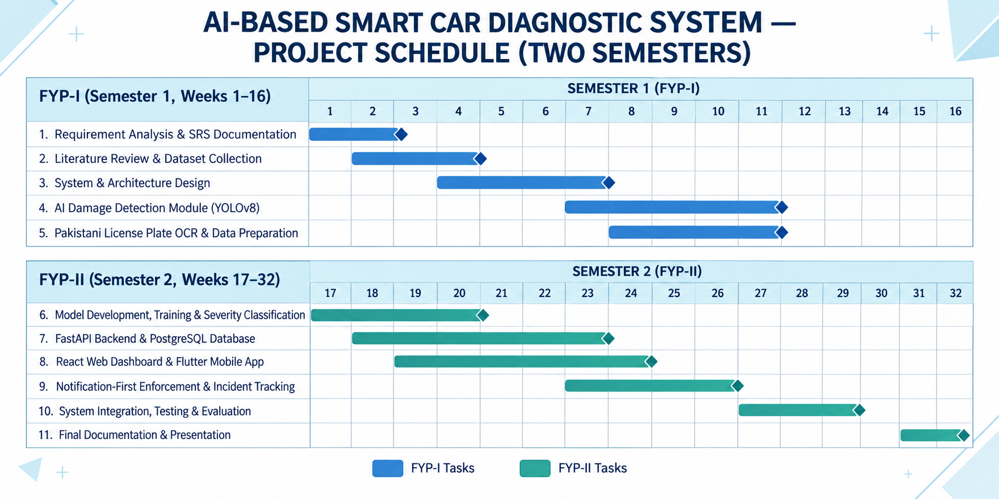 AI-BASED SMART CAR DIAGNOSTIC SYSTEM —
PROJECT SCHEDULE (TWO SEMESTERS)
FYP-I (Semester 1, Weeks 1–16)
SEMESTER 1 (FYP-I)
1 2 3 4 5 6 7 8 9 10 11 12 13 14 15 16
1. Requirement Analysis & SRS Documentation
2. Literature Review & Dataset Collection
3. System & Architecture Design
4. AI Damage Detection Module (YOLOv8)
5. Pakistani License Plate OCR & Data Preparation
FYP-II (Semester 2, Weeks 17–32)
SEMESTER 2 (FYP-II)
17 18 19 20 21 22 23 24 25 26 27 28 29 30 31 32
6. Model Development, Training & Severity Classification
7. FastAPI Backend & PostgreSQL Database
8. React Web Dashboard & Flutter Mobile App
9. Notification-First Enforcement & Incident Tracking
10. System Integration, Testing & Evaluation
11. Final Documentation & Presentation
FYP-I Tasks
FYP-II Tasks